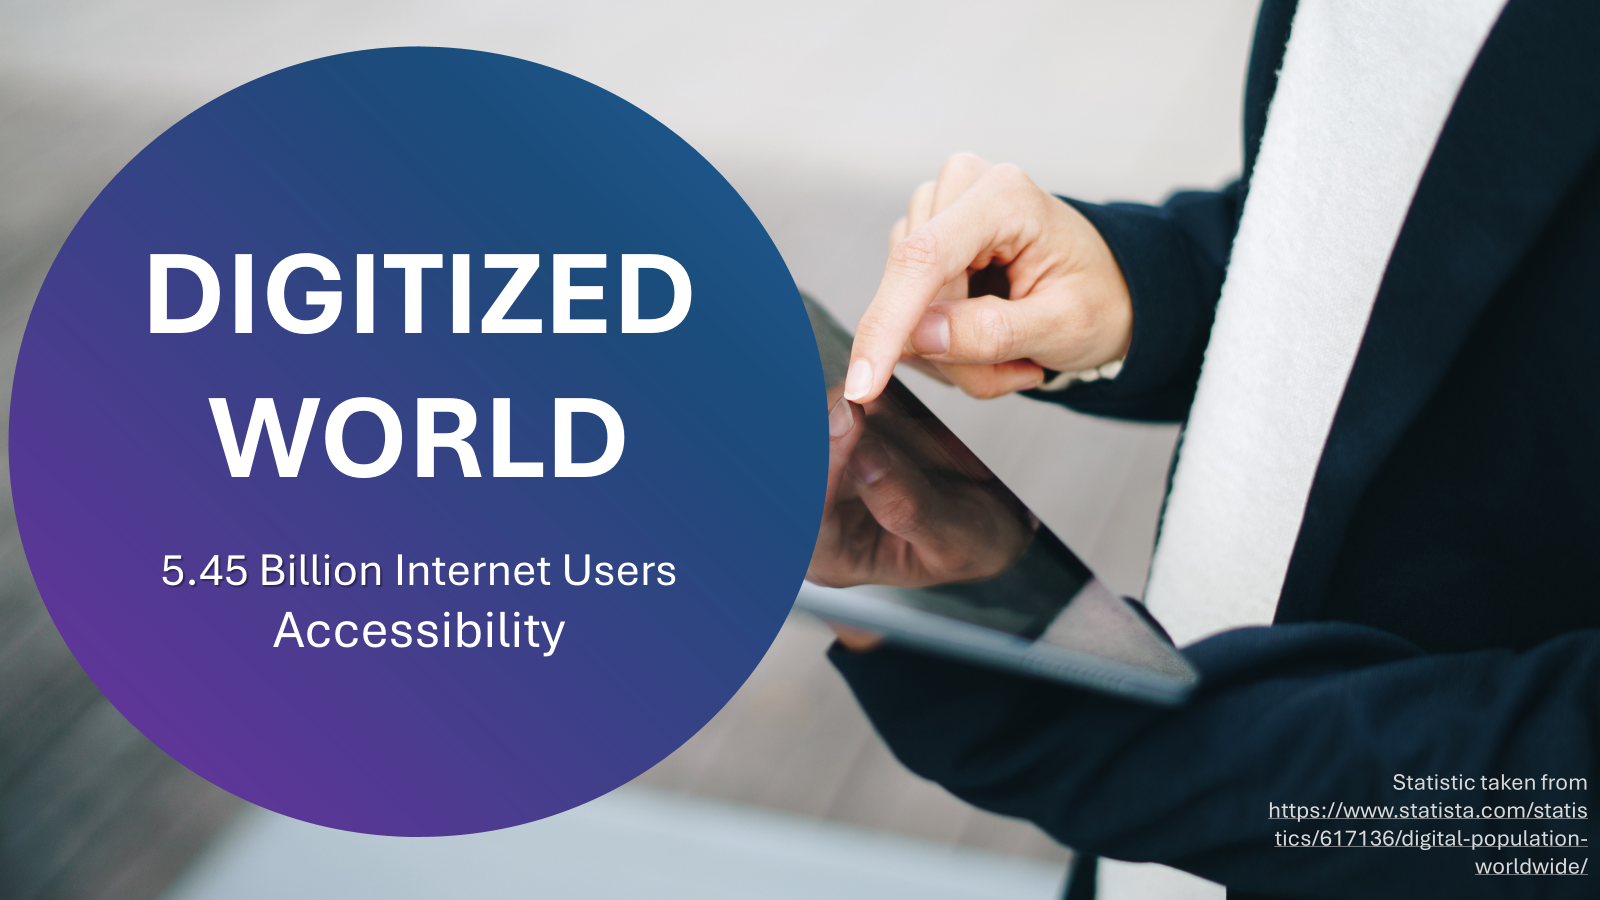 DIGITIZED
WORLD
5.45 Billion Internet Users
Accessibility
Statistic taken from
https://www.statista.com/statis
tics/617136/digital-population-
worldwide/